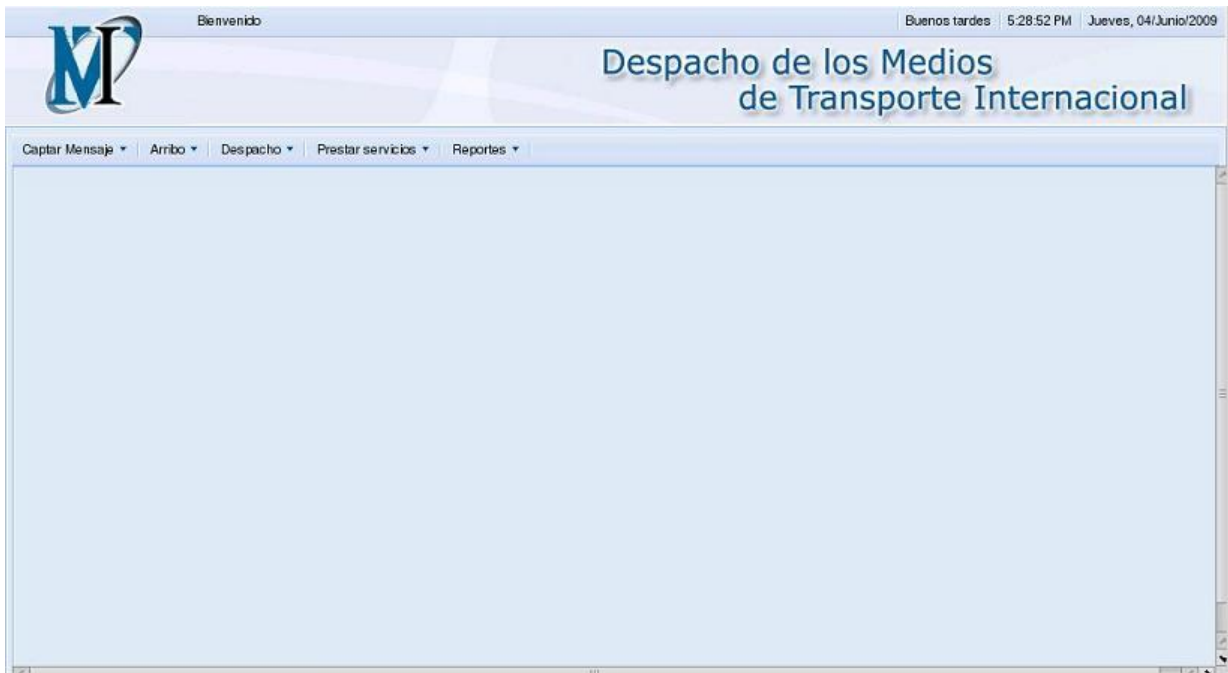 Bienvenido
Buenos tardes 5:28:52 PM Jueves, 04/Junio/2009
MI
Despacho de los Medios
de Transporte Internacional
Captar Mensaje Arribo Despacho Prestar servicios Reportes